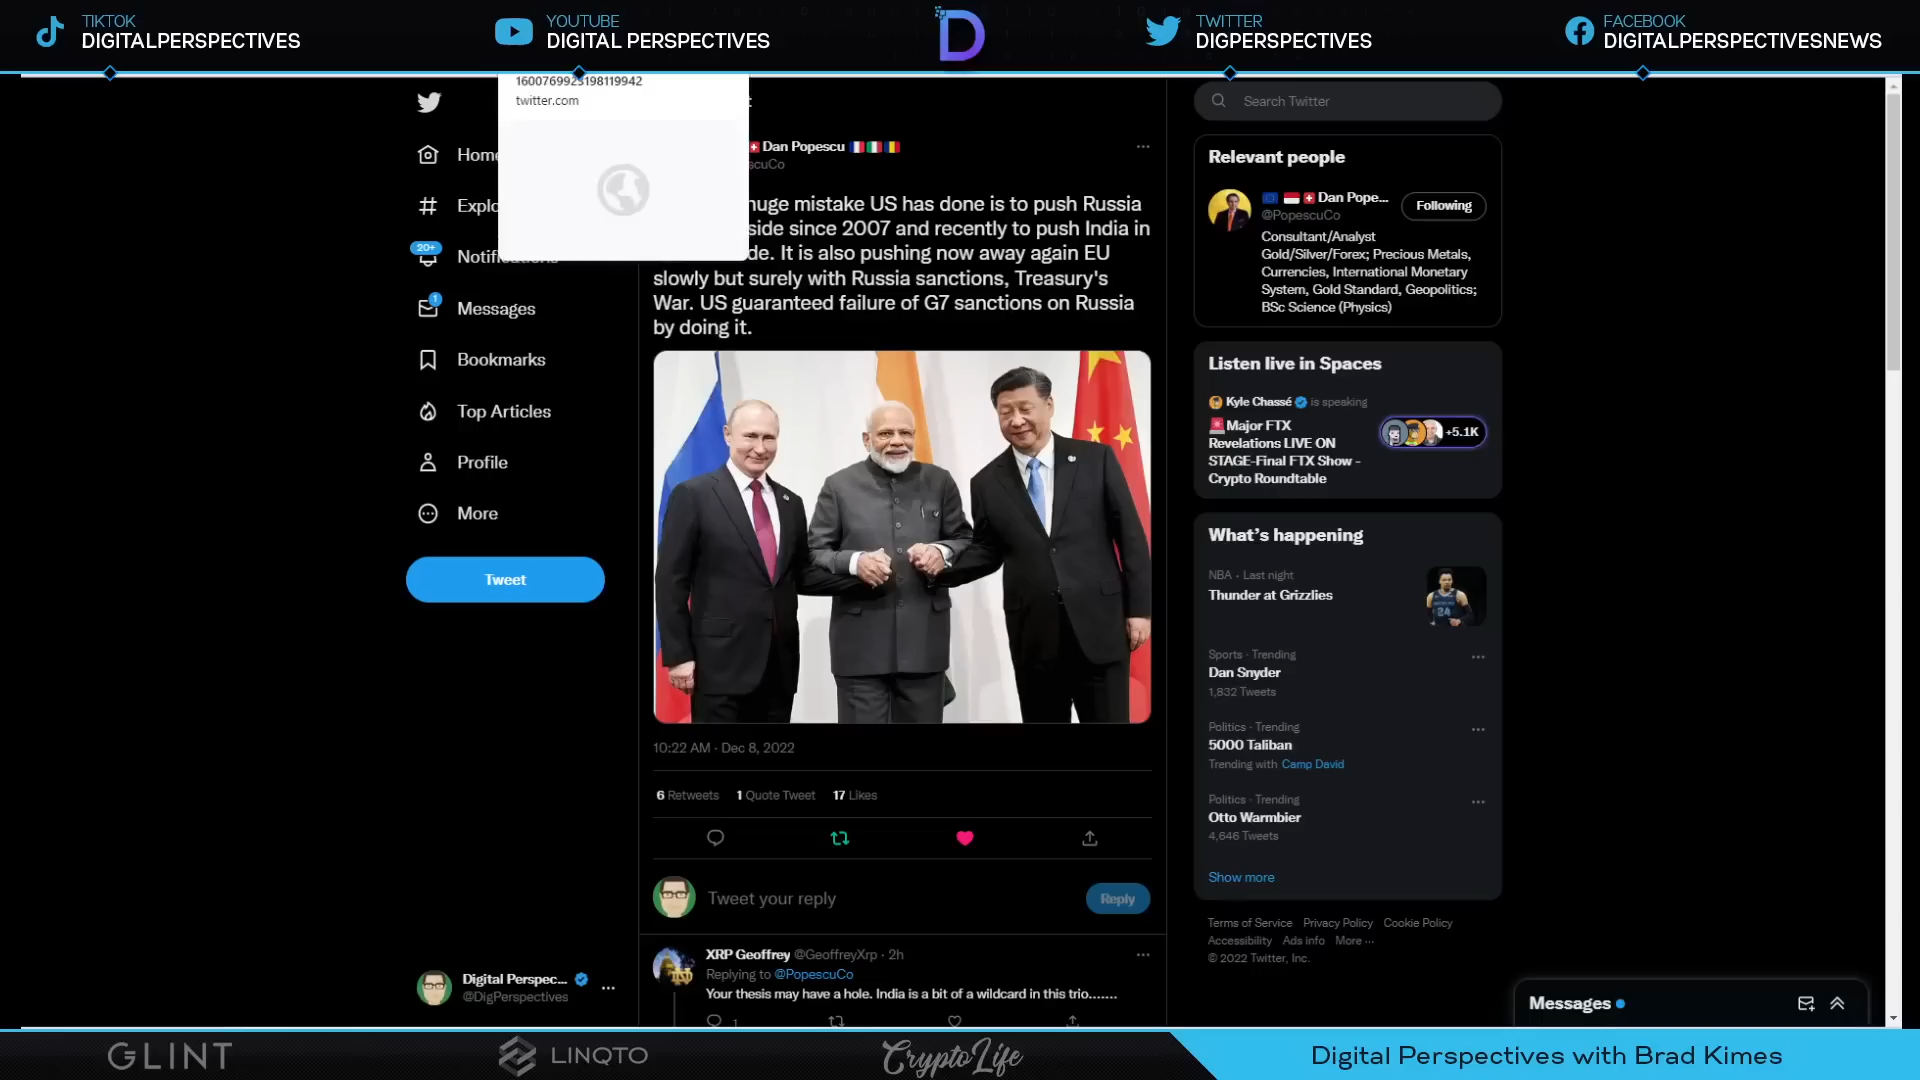 TIKTOK
DIGITALPERSPECTIVES
YOUTUBE
DIGITAL PERSPECTIVES
TWITTER
DIGPERSPECTIVES
FACEBOOK
DIGITALPERSPECTIVESNEWS
1600769923198119942
twitter.com
Home
Explo
Notifications
20+
1
Messages
Bookmarks
Top Articles
Profile
More
Tweet
Digital Perspec...
@DigPerspectives
Dan Popescu
scuCo
huge mistake US has done is to push Russia
side since 2007 and recently to push India in
de. It is also pushing now away again EU
slowly but surely with Russia sanctions, Treasury's
War. US guaranteed failure of G7 sanctions on Russia
by doing it.
10:22 AM · Dec 8, 2022
6 Retweets 1 Quote Tweet 17 Likes
Tweet your reply
Reply
XRP Geoffrey @GeoffreyXrp · 2h
Replying to @PopescuCo
Your thesis may have a hole. India is a bit of a wildcard in this trio.......
1
Search Twitter
Relevant people
Dan Pope...
@PopescuCo
Following
Consultant/Analyst
Gold/Silver/Forex; Precious Metals,
Currencies, International Monetary
System, Gold Standard, Geopolitics;
BSc Science (Physics)
Listen live in Spaces
Kyle Chassé is speaking
Major FTX
Revelations LIVE ON
STAGE-Final FTX Show -
Crypto Roundtable
+5.1K
What's happening
NBA · Last night
Thunder at Grizzlies
24
Sports · Trending
Dan Snyder
1,832 Tweets
Politics · Trending
5000 Taliban
Trending with Camp David
Politics · Trending
Otto Warmbier
4,646 Tweets
Show more
Terms of Service Privacy Policy Cookie Policy
Accessibility Ads info More ...
© 2022 Twitter, Inc.
Messages
GLINT
LINQTO
CryptoLife
Digital Perspectives with Brad Kimes